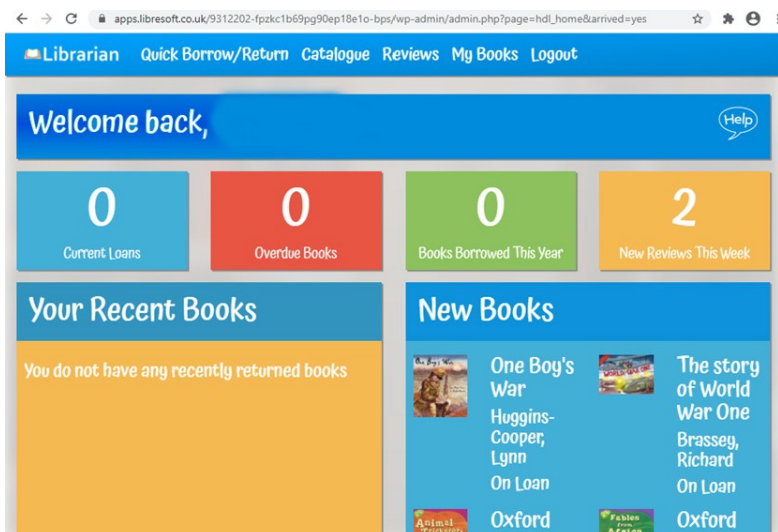 apps.libresoft.co.uk/9312202-fpzkc1b69pg90ep18e1o-bps/wp-admin/admin.php?page=hdl_home&arrived=yes
Librarian Quick Borrow/Return Catalogue Reviews My Books Logout
Welcome back,
Help
0
Current Loans
0
Overdue Books
0
Books Borrowed This Year
2
New Reviews This Week
Your Recent Books
You do not have any recently returned books
New Books
One Boy's
War
Huggins-
Cooper,
Lynn
On Loan
The story
of World
War One
Brassey,
Richard
On Loan
Animal
Oxford
Fables
from
Africa
Oxford